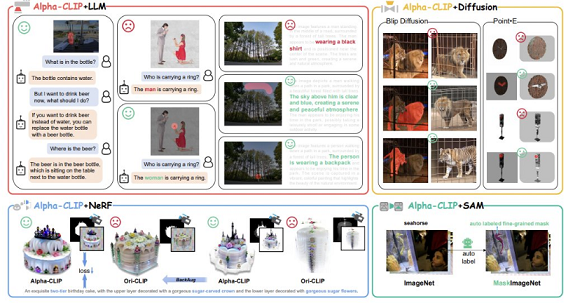 Alpha-CLIP+LLM
What is in the bottle?
The bottle contains water.
But I want to drink beer
now, what should I do?
If you want to drink beer
instead of water, you can
replace the water bottle
with a beer bottle.
Where is the beer?
The beer is in the beer bottle,
which is sitting on the table
next to the water bottle.
Who is carrying a ring?
The man is carrying a ring.
Who is carrying a ring?
The woman is carrying a ring.
wearing a black
shirt
The sky above him is clear
and blue, creating a serene
and peaceful atmosphere
The person
is wearing a backpack
Alpha-CLIP+Diffusion
Blip Diffusion
Point·E
Alpha-CLIP+NeRF
loss
Alpha-CLIP
Ori-CLIP
BackAug
Alpha-CLIP
Ori-CLIP
An exquisite two-tier birthday cake, with the upper layer decorated with a gorgeous sugar-carved crown and the lower layer decorated with gorgeous sugar flowers.
Alpha-CLIP+SAM
seahorse
auto labeled fine-grained mask
auto
label
ImageNet
MaskImageNet